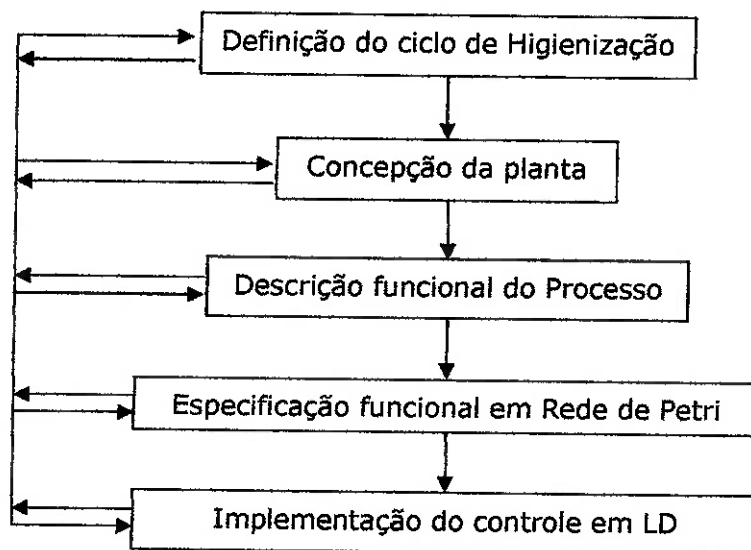 Definição do ciclo de Higienização
Concepção da planta
Descrição funcional do Processo
Especificação funcional em Rede de Petri
Implementação do controle em LD